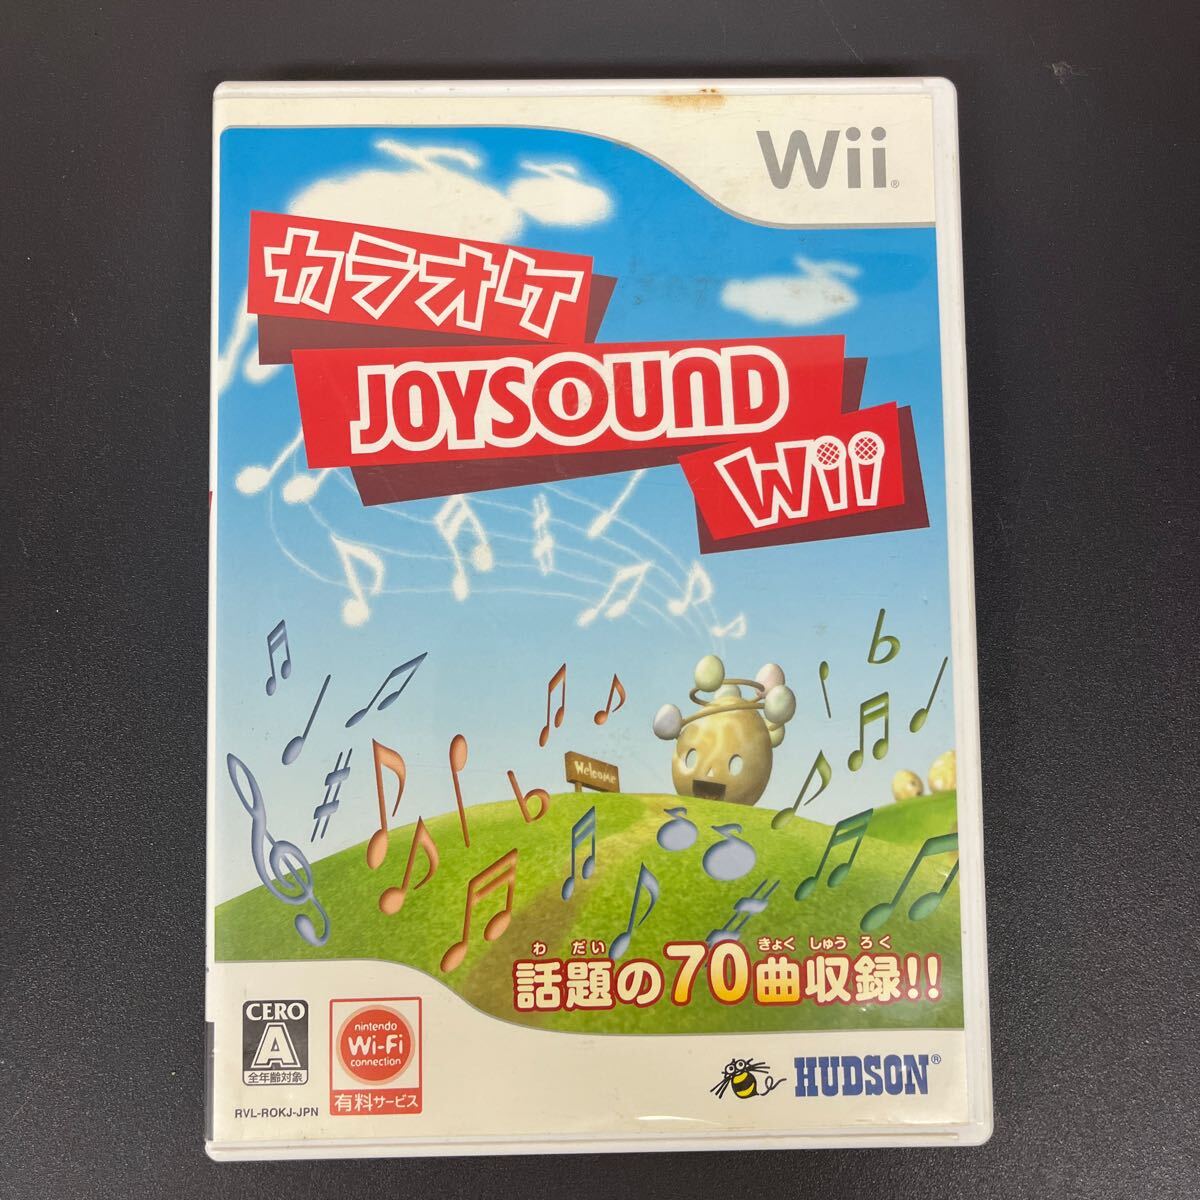 Wii®
カラオケ
JOYSOUND
Wii
Welcome
わ だい きょく しゅう ろく
話題の70曲収録!!
CERO
A
全年齢対象
nintendo
Wi-Fi
connection
有料サービス
RVL-ROKJ-JPN
HUDSON®